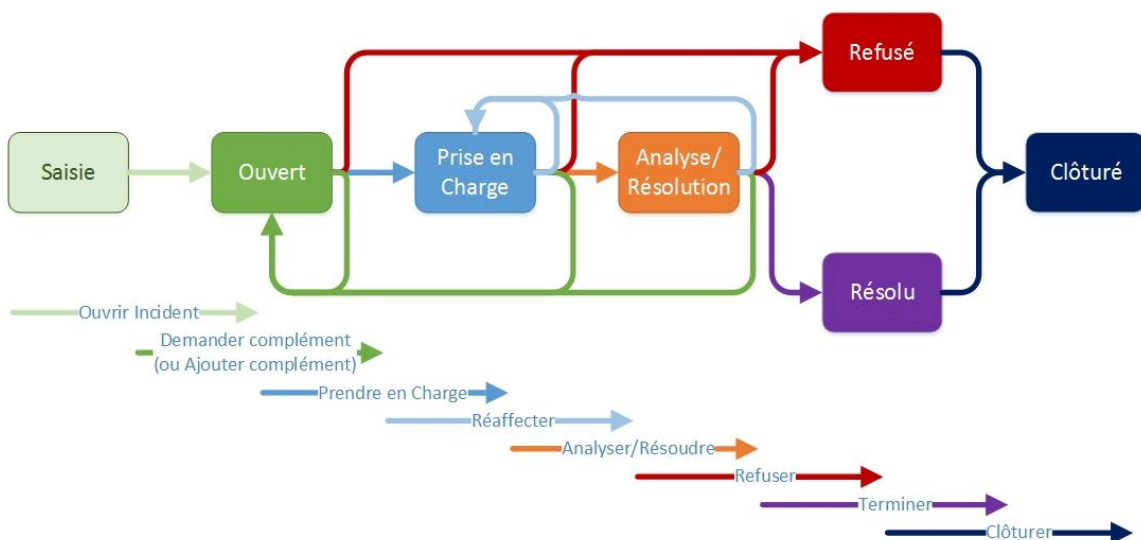 Refusé
Saisie
Ouvert
Prise en
Charge
Analyse/
Résolution
Clôturé
Résolu
Ouvrir Incident
Demander complément
(ou Ajouter complément)
Prendre en Charge
Réaffecter
Analyser/Résoudre
Refuser
Terminer
Clôturer